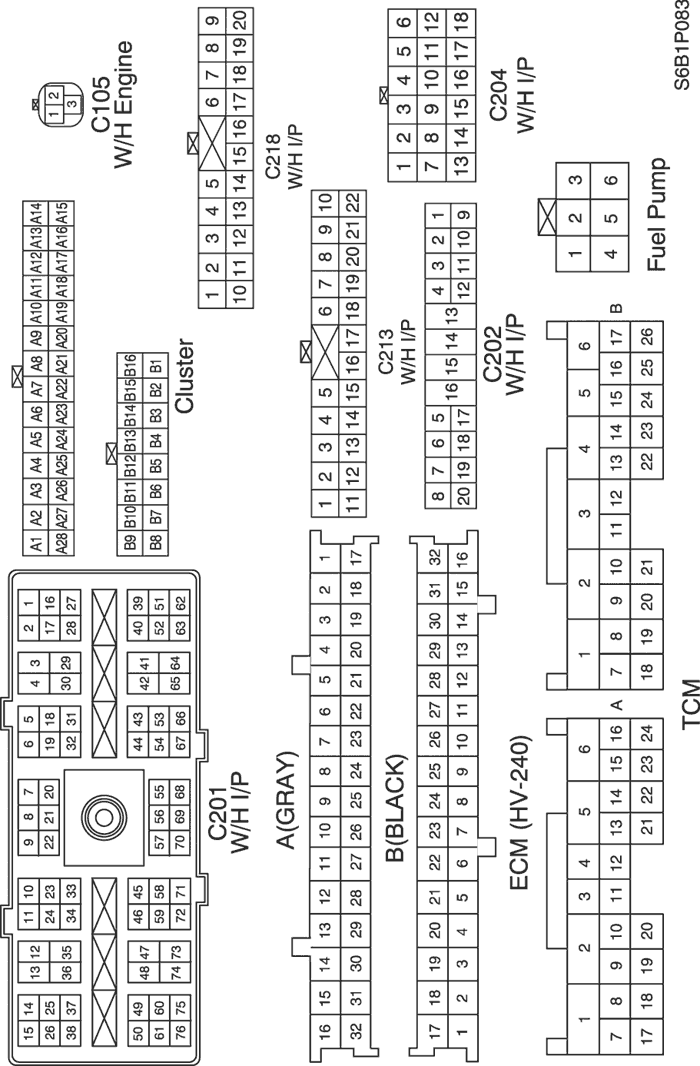 15 14 13 12 11 10 9 8 7 6 5 4 3 2 1
26 25 36 35 24 23 22 21 20 19 18 30 29 17 16
38 37 34 33 32 31 28 27
50 49 48 47 46 45 44 43 42 41 40 39
61 60 74 73 59 58 57 56 55 54 53 65 64 52 51
76 75 72 71 70 69 68 67 66 63 62
C201
W/H I/P
A1 A2 A3 A4 A5 A6 A7 A8 A9 A10 A11 A12 A13 A14
A28 A27 A26 A25 A24 A23 A22 A21 A20 A19 A18 A17 A16 A15
B9 B10 B11 B12 B13 B14 B15 B16
B8 B7 B6 B5 B4 B3 B2 B1
Cluster
1 2
3
C105
W/H Engine
1 2 3 4 5 6 7 8 9
10 11 12 13 14 15 16 17 18 19 20
C218
W/H I/P
A(GRAY)
16 15 14 13 12 11 10 9 8 7 6 5 4 3 2 1
32 31 30 29 28 27 26 25 24 23 22 21 20 19 18 17
B(BLACK)
17 18 19 20 21 22 23 24 25 26 27 28 29 30 31 32
1 2 3 4 5 6 7 8 9 10 11 12 13 14 15 16
ECM (HV-240)
1 2 3 4 5 6 7 8 9 10
11 12 13 14 15 16 17 18 19 20 21 22
C213
W/H I/P
1 2 3 4 5 6
7 8 9 10 11 12
13 14 15 16 17 18
C204
W/H I/P
8 7 6 5 4 3 2 1
16 15 14 13
20 19 18 17 12 11 10 9
C202
W/H I/P
1 2 3
4 5 6
Fuel Pump
1 2 3 4 5 6
7 8 9 10 11 12 13 14 15 16
17 18 19 20 21 22 23 24
A
1 2 3 4 5 6
7 8 9 10 11 12 13 14 15 16 17
18 19 20 21 22 23 24 25 26
B
TCM
S6B1P083